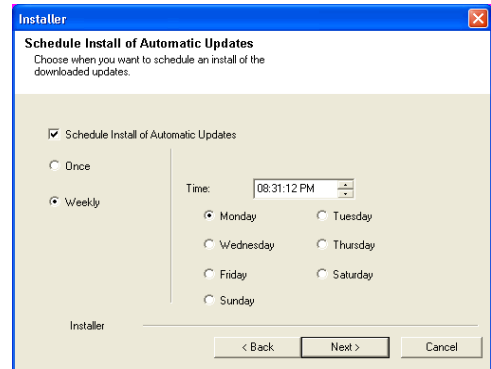 Installer
Schedule Install of Automatic Updates
Choose when you want to schedule an install of the
downloaded updates.
Schedule Install of Automatic Updates
Once
Weekly
Time: 08:31:12 PM
Monday Tuesday
Wednesday Thursday
Friday Saturday
Sunday
Installer
< Back Next > Cancel